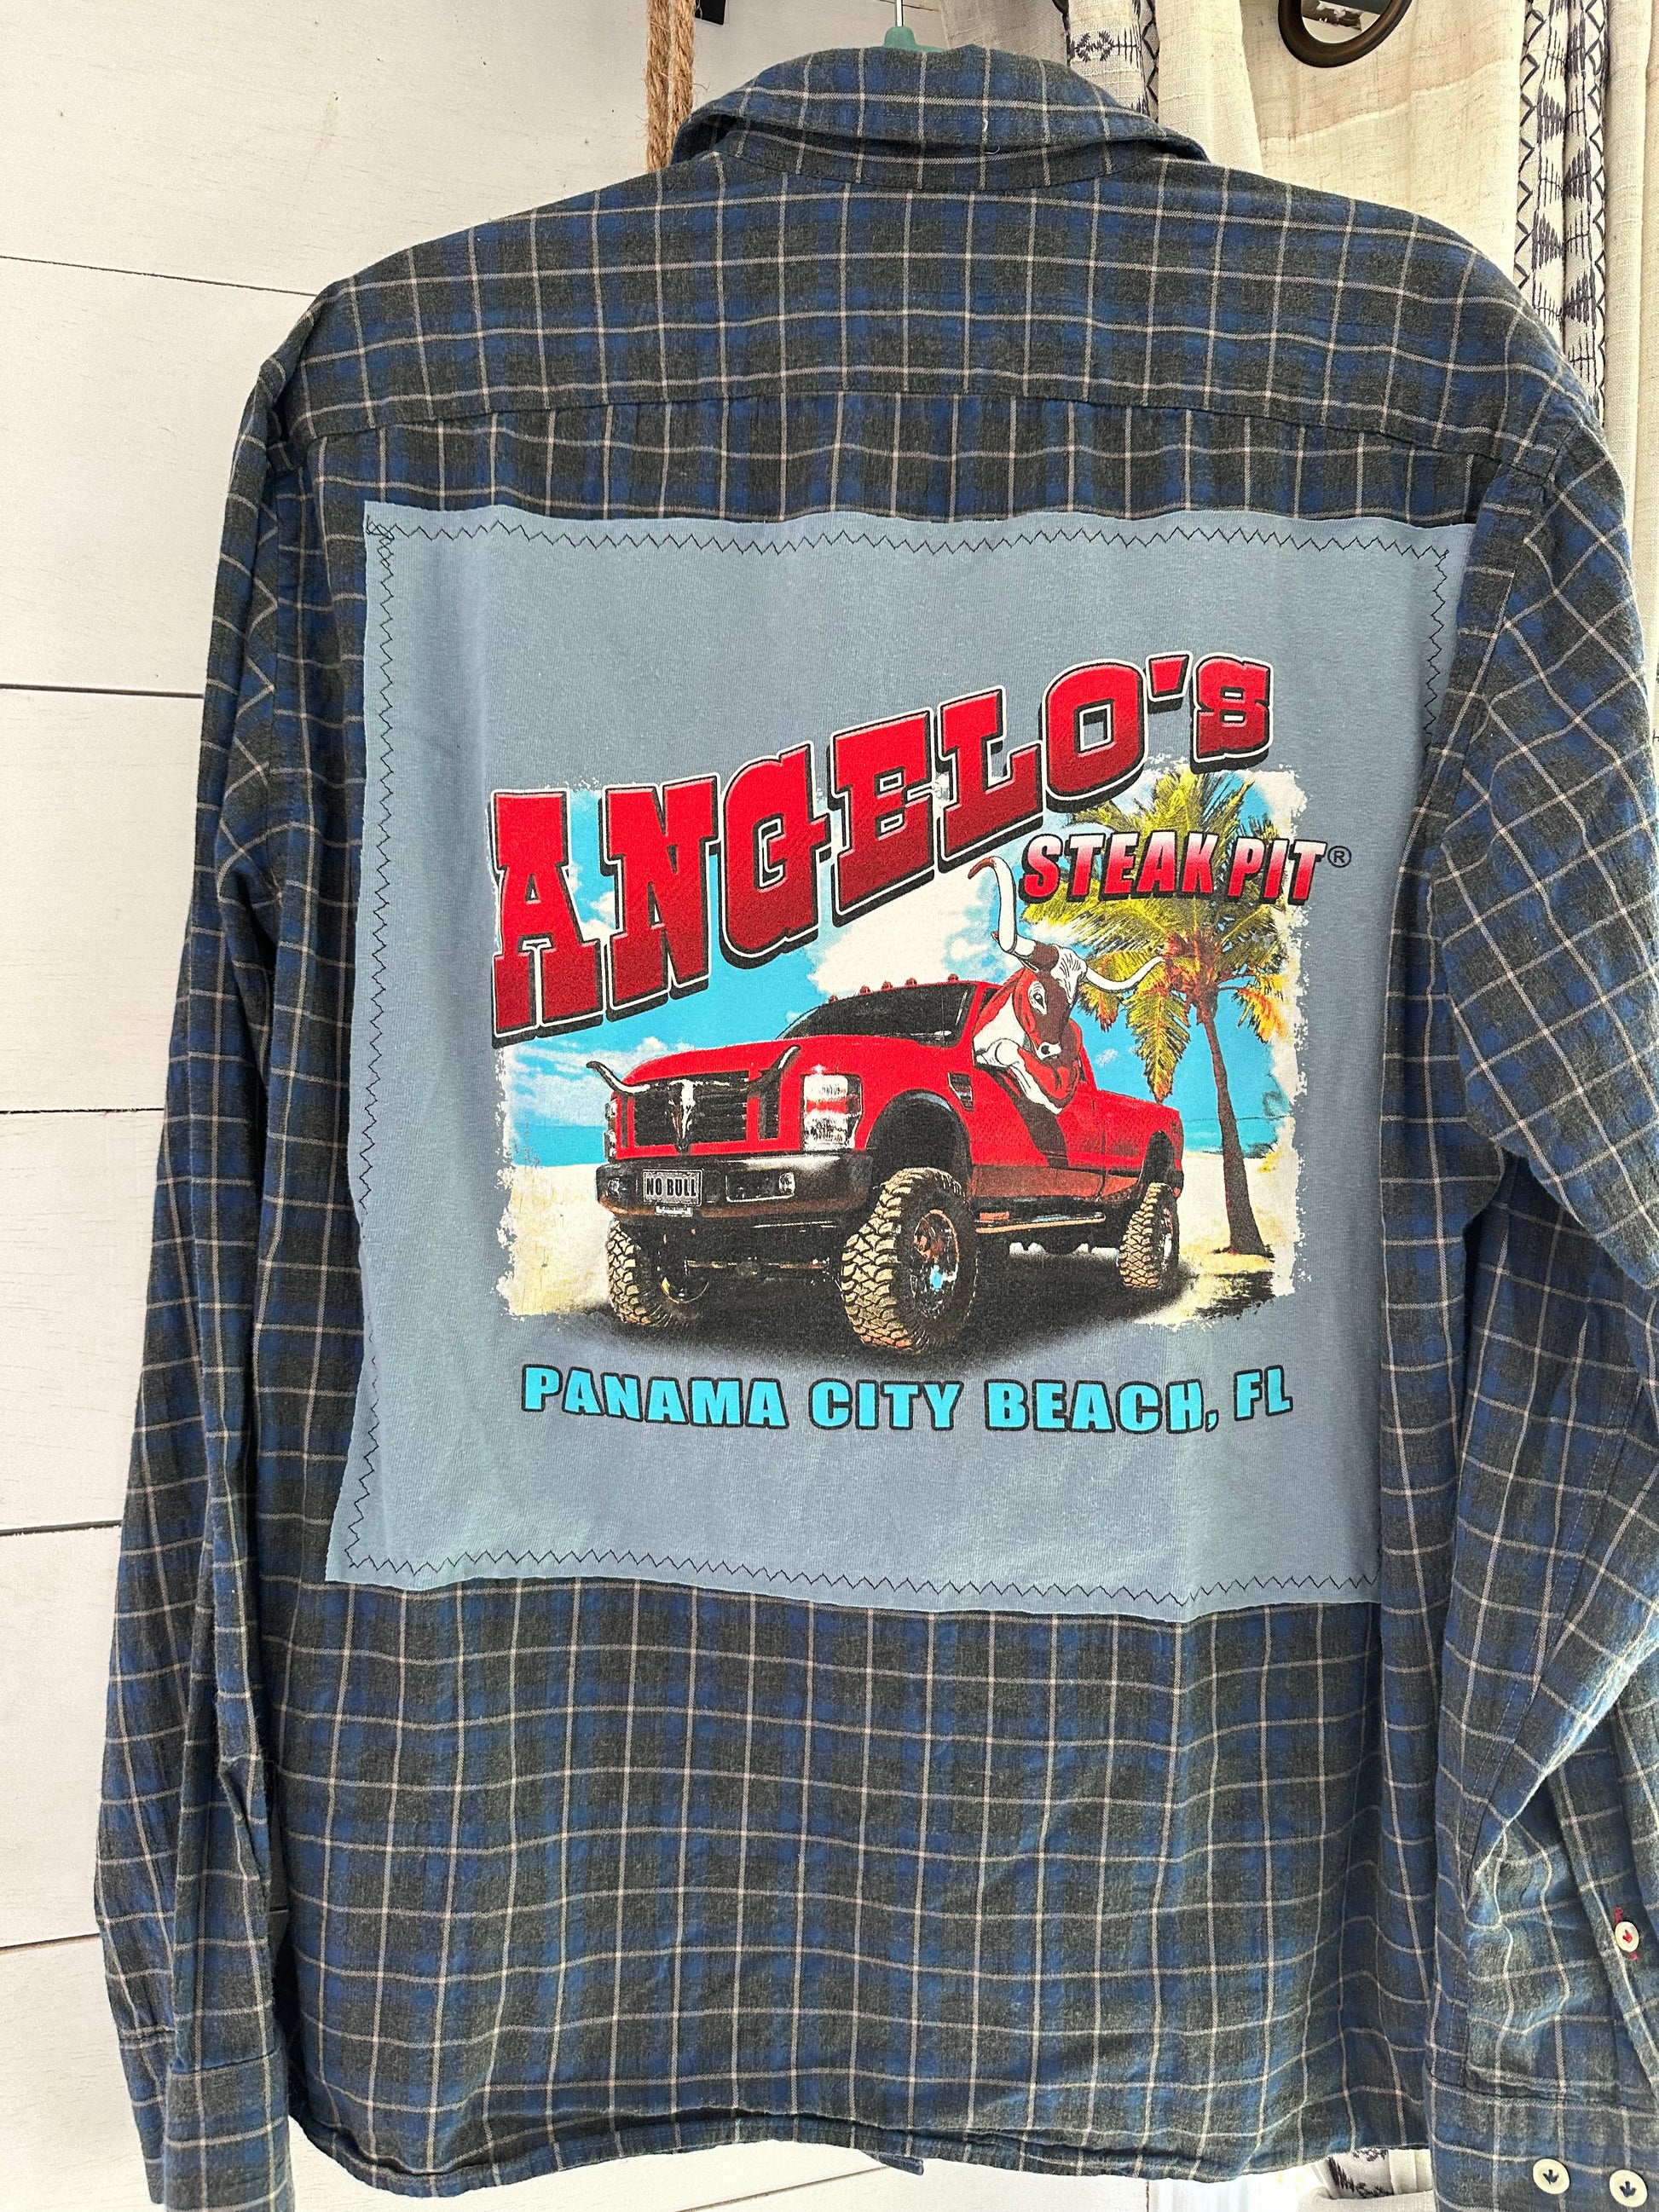 ANGELO'S
STEAK PIT®
NO BULL
PANAMA CITY BEACH, FL